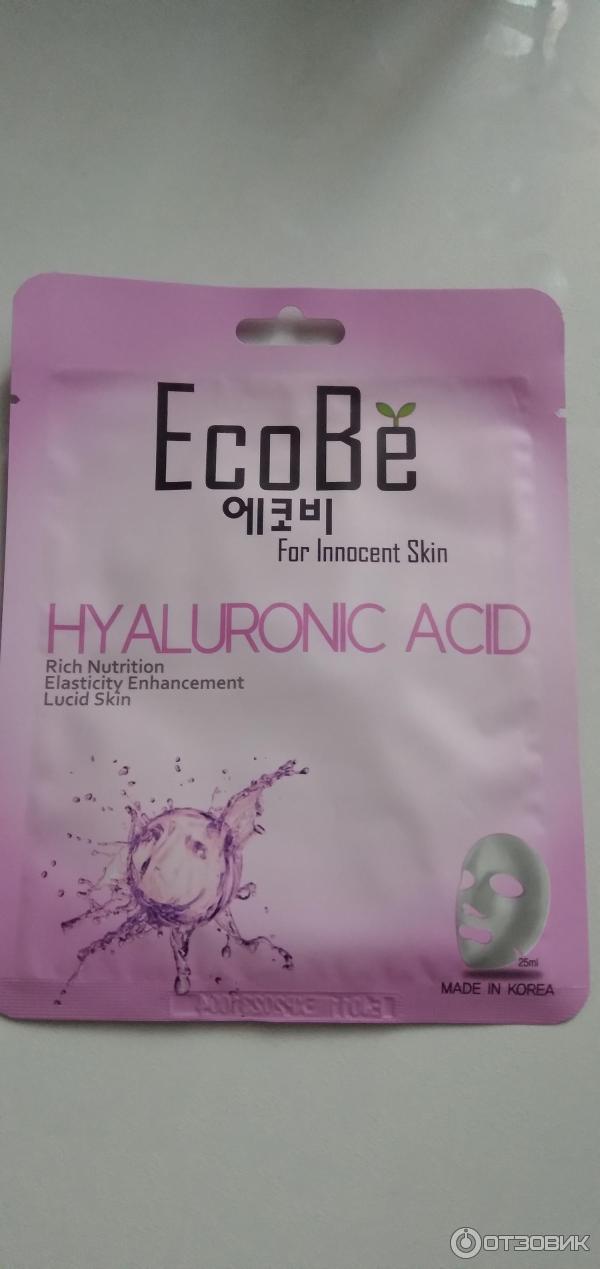 EcoBe
에코비
For Innocent Skin
HYALURONIC ACID
Rich Nutrition
Elasticity Enhancement
Lucid Skin
25ml
MADE IN KOREA
ОТЗОВИК